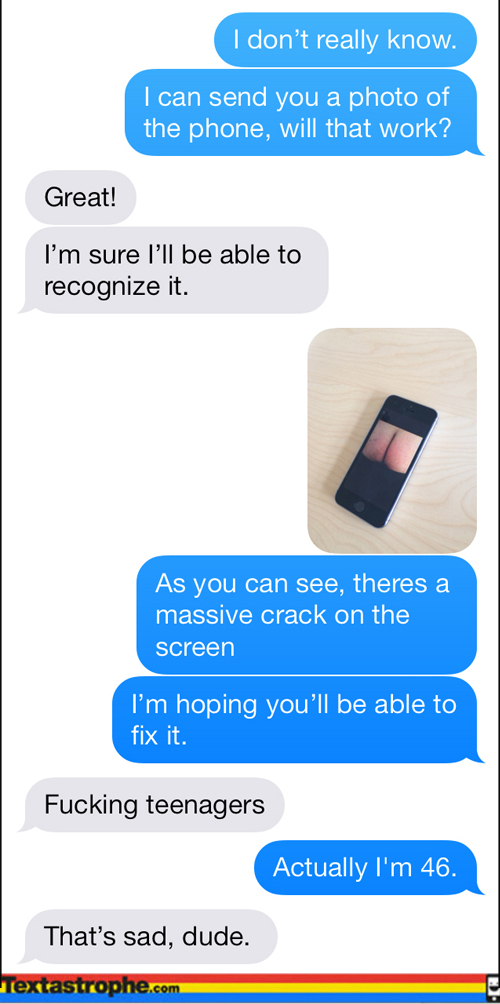 I don’t really know.
I can send you a photo of
the phone, will that work?
Great!
I’m sure I’ll be able to
recognize it.
As you can see, theres a
massive crack on the
screen
I’m hoping you’ll be able to
fix it.
Fucking teenagers
Actually I'm 46.
That’s sad, dude.
Textastrophe.com